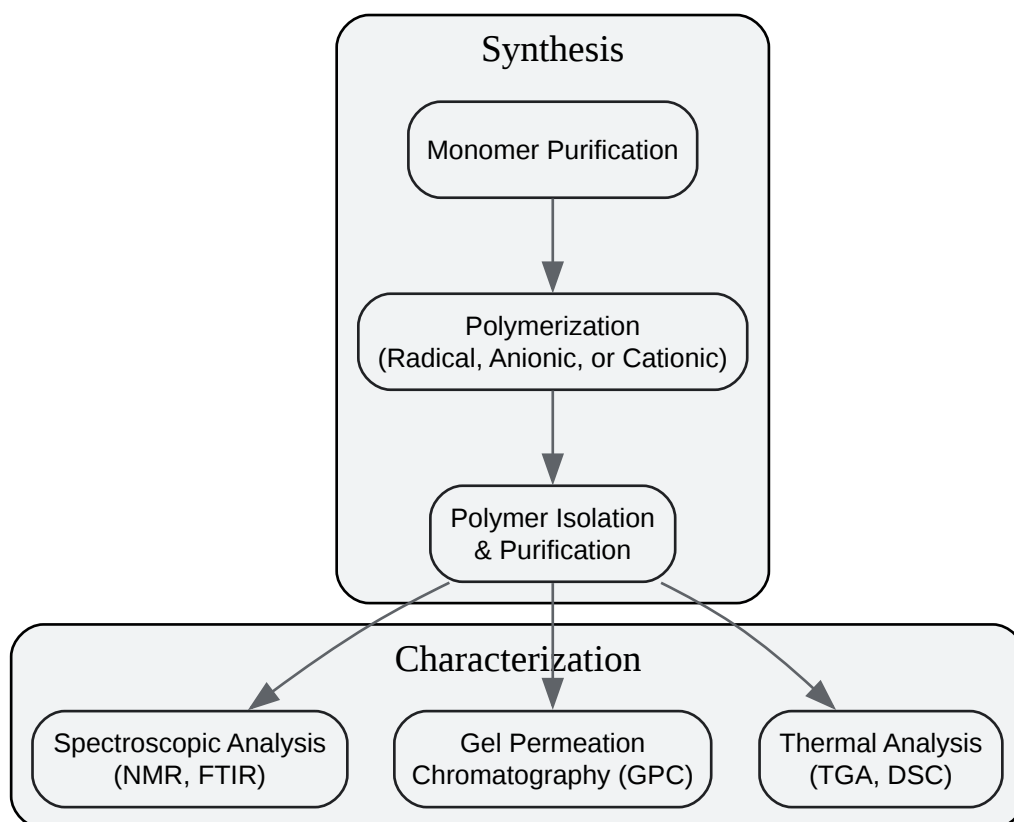 Synthesis
Monomer Purification
Polymerization
(Radical, Anionic, or Cationic)
Polymer Isolation
& Purification
Characterization
Spectroscopic Analysis
(NMR, FTIR)
Gel Permeation
Chromatography (GPC)
Thermal Analysis
(TGA, DSC)